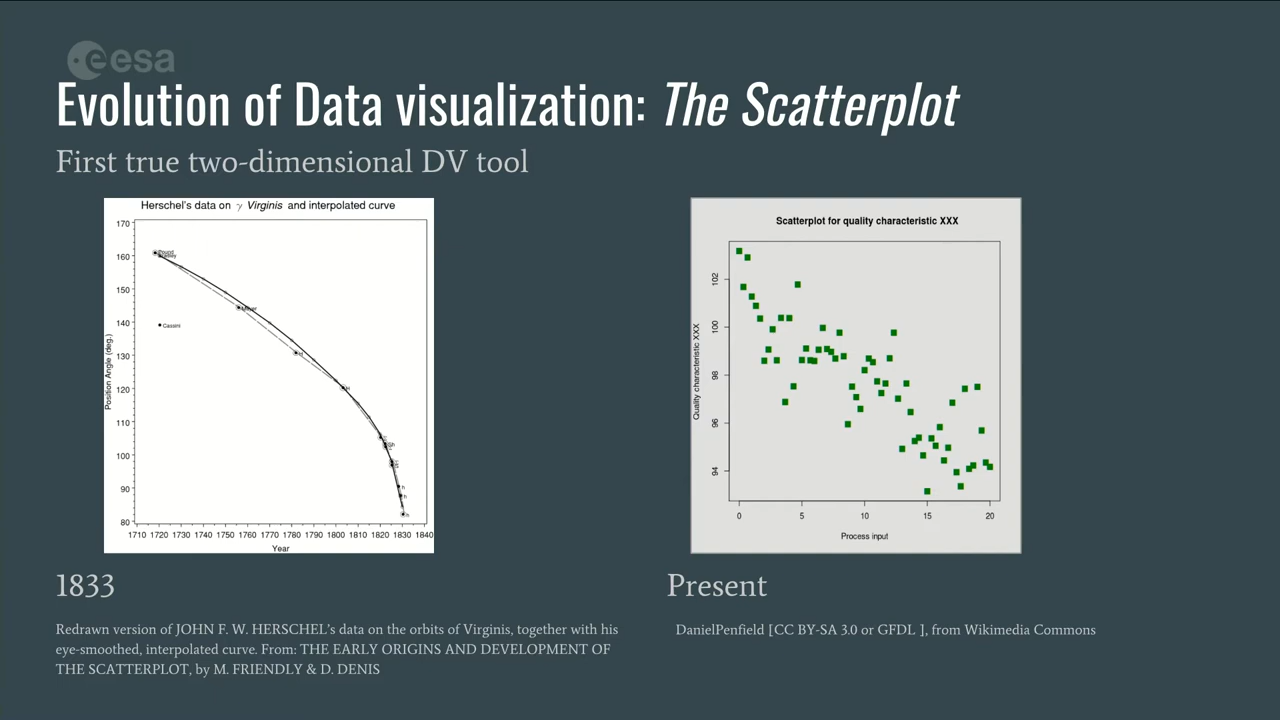 esa
Evolution of Data visualization: The Scatterplot
First true two-dimensional DV tool
Herschel's data on γ Virginis and interpolated curve
170
160
150
140
130
120
110
100
90
80
Position Angle (deg.)
Cassini
1710 1720 1730 1740 1750 1760 1770 1780 1790 1800 1810 1820 1830 1840
Year
Scatterplot for quality characteristic XXX
102
100
98
96
94
Quality characteristic XXX
0 5 10 15 20
Process input
1833
Present
Redrawn version of JOHN F. W. HERSCHEL's data on the orbits of Virginis, together with his
eye-smoothed, interpolated curve. From: THE EARLY ORIGINS AND DEVELOPMENT OF
THE SCATTERPLOT, by M. FRIENDLY & D. DENIS
DanielPenfield [CC BY-SA 3.0 or GFDL ], from Wikimedia Commons